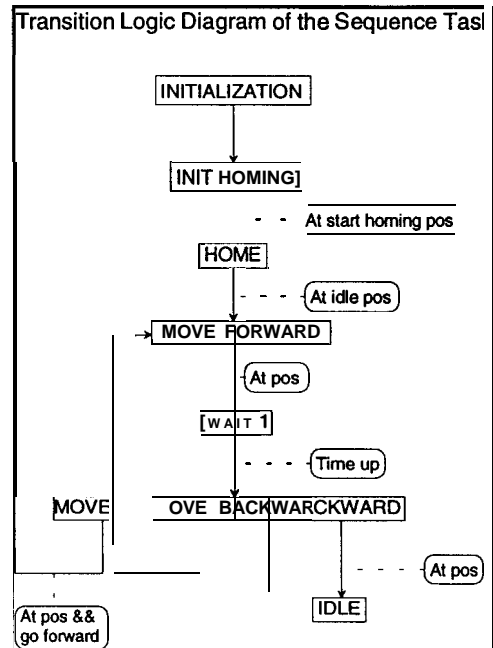 Transition Logic Diagram of the Sequence Tas
INITIALIZATION
INIT HOMING]
At start homing pos
HOME
At idle pos
MOVE FORWARD
At pos
[WAIT 1
Time up
MOVE OVE BACKWARCKWARD
At pos
IDLE
At pos &&
go forward